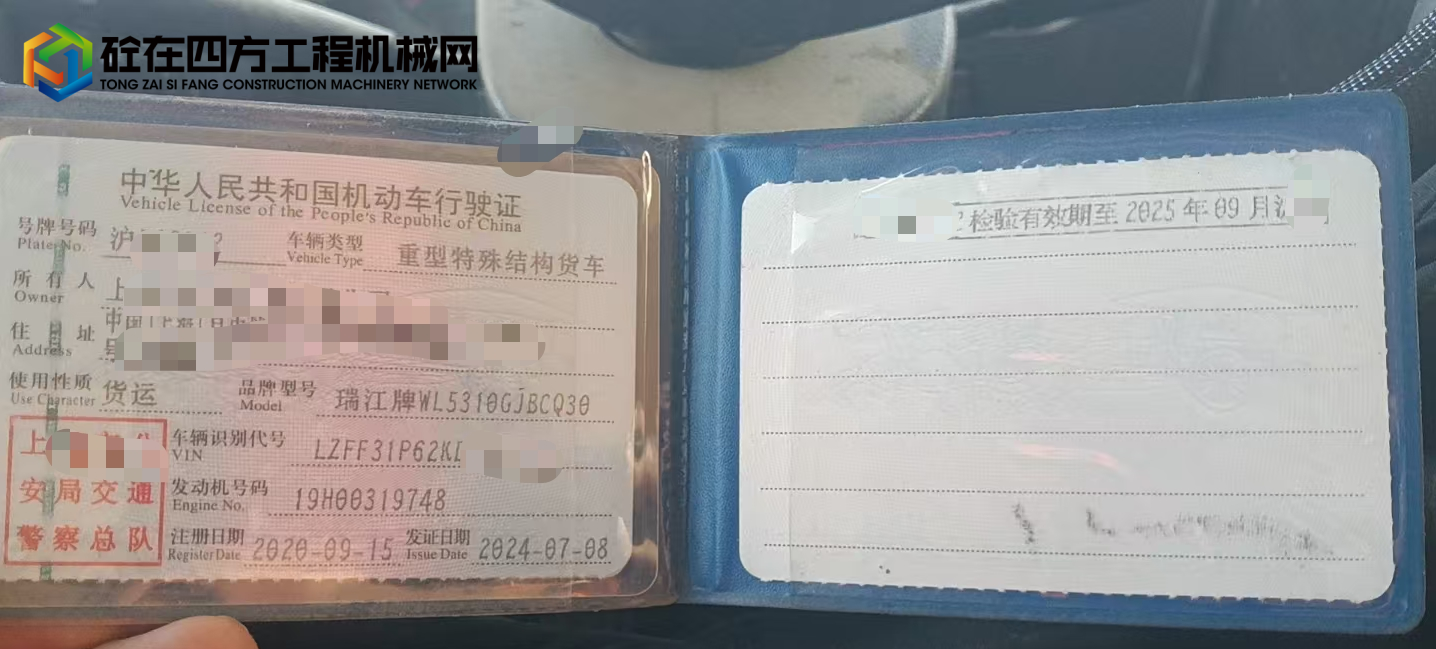 砼在四方工程机械网
TONG ZAI SI FANG CONSTRUCTION MACHINERY NETWORK
中华人民共和国机动车行驶证
Vehicle License of the People's Republic of China
号牌号码 沪
Plate No.
车辆类型 重型特殊结构货车
Vehicle Type
所有人 上
Owner
住址 中
Address 号
使用性质 货运
Use Character
品牌型号 瑞江牌WL5310GJBCQ30
Model
上
安局交通
警察总队
车辆识别代号 LZFF31P62K
VIN
发动机号码 19H00319748
Engine No.
注册日期 2020-09-15
Register Date
发证日期 2024-07-08
Issue Date
检验有效期至2025年09月